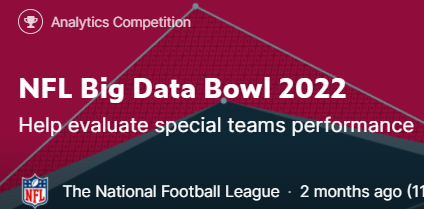 Analytics Competition
NFL Big Data Bowl 2022
Help evaluate special teams performance
NFL
The National Football League · 2 months ago (11